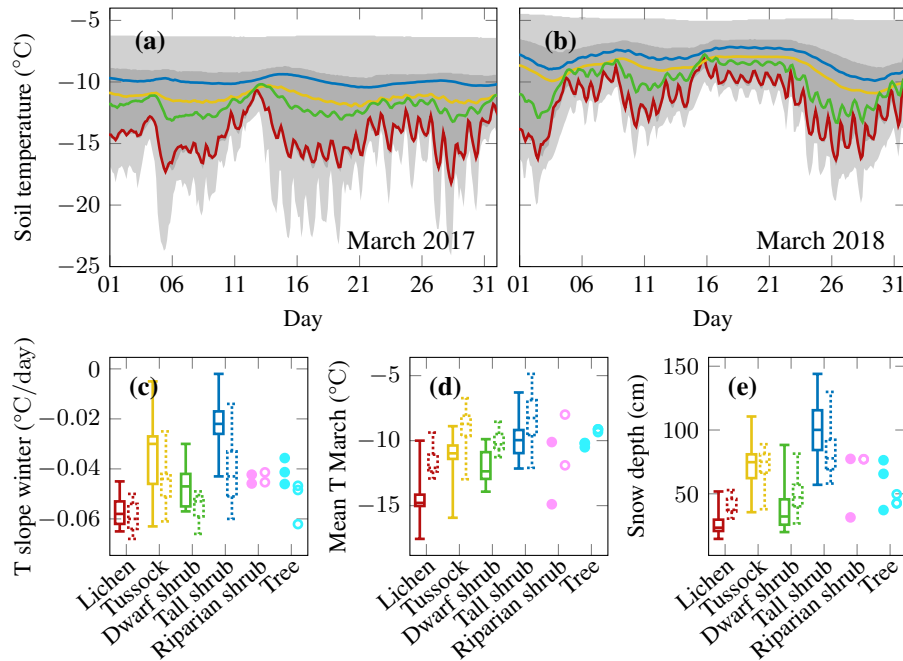 Soil temperature (°C)
−5
−10
−15
−20
−25
(a)
March 2017
01 06 11 16 21 26 31
Day
(b)
March 2018
01 06 11 16 21 26 31
Day
T slope winter (°C/day)
0
−0.02
−0.04
−0.06
(c)
Lichen
Tussock
Dwarf shrub
Tall shrub
Riparian shrub
Tree
Mean T March (°C)
−5
−10
−15
(d)
Lichen
Tussock
Dwarf shrub
Tall shrub
Riparian shrub
Tree
Snow depth (cm)
150
100
50
(e)
Lichen
Tussock
Dwarf shrub
Tall shrub
Riparian shrub
Tree